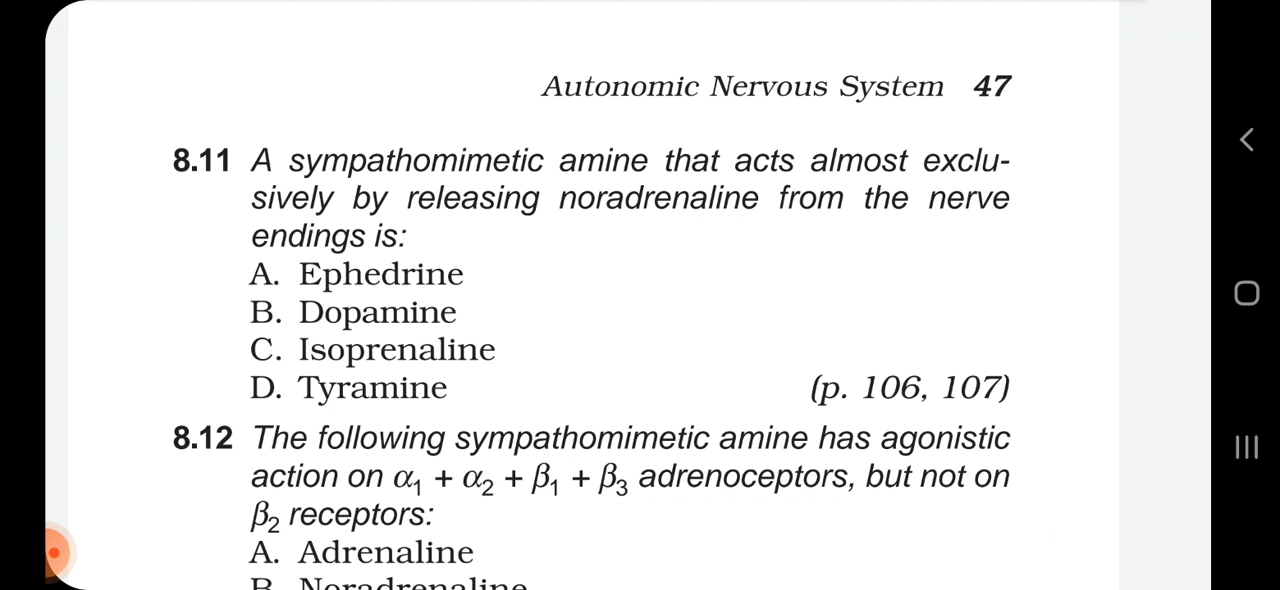 Autonomic Nervous System 47
8.11 A sympathomimetic amine that acts almost exclu-
sively by releasing noradrenaline from the nerve
endings is:
A. Ephedrine
B. Dopamine
C. Isoprenaline
D. Tyramine (p. 106, 107)
8.12 The following sympathomimetic amine has agonistic
action on α₁ + α₂ + β₁ + β₃ adrenoceptors, but not on
β₂ receptors:
A. Adrenaline
B. Noradrenaline